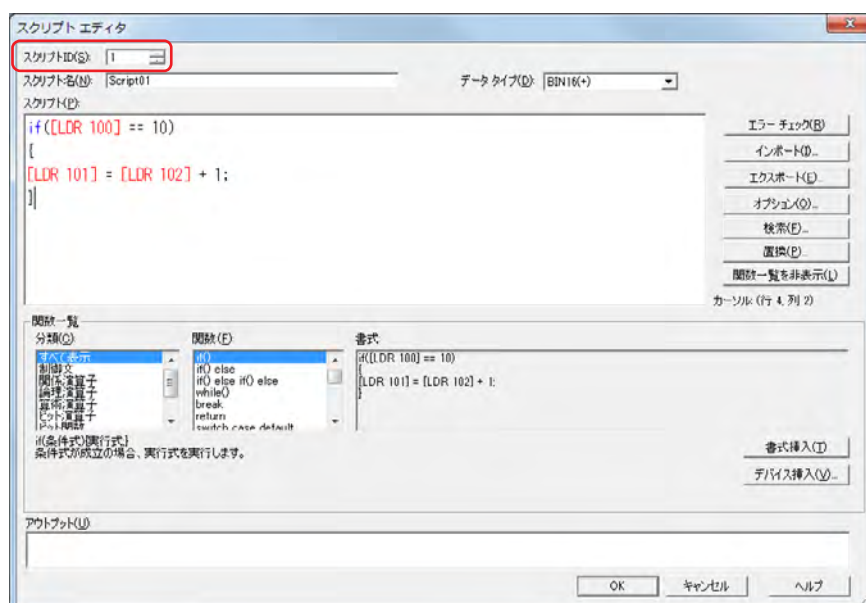 スクリプト エディタ
スクリプトID(S): 1
スクリプト名(N): Script01
データ タイプ(D): BIN16(+)
スクリプト(P):
if([LDR 100] == 10)
{
[LDR 101] = [LDR 102] + 1;
}
エラー チェック(R)
インポート(I)...
エクスポート(E)...
オプション(O)...
検索(F)...
置換(P)...
関数一覧を非表示(L)
カーソル: (行 4, 列 2)
関数一覧
分類(C)
関数(F)
書式
すべて表示
制御文
関係演算子
論理演算子
算術演算子
ビット演算子
ビット関数
if()
if() else
if() else if() else
while()
break
return
switch case default
if([LDR 100] == 10)
{
[LDR 101] = [LDR 102] + 1;
}
if(条件式){実行式}
条件式が成立の場合、実行式を実行します。
書式挿入(T)
デバイス挿入(V)...
アウトプット(U)
OK
キャンセル
ヘルプ